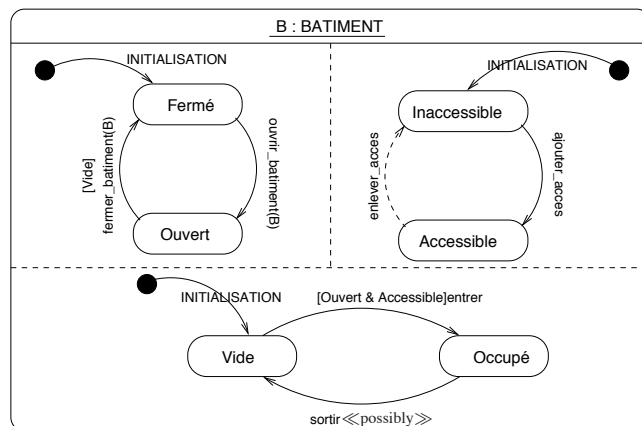 B : BATIMENT
INITIALISATION
Fermé
[Vide]
fermer_batiment(B)
ouvrir_batiment(B)
Ouvert
INITIALISATION
Inaccessible
enlever_acces
ajouter_acces
Accessible
INITIALISATION
[Ouvert & Accessible]entrer
Vide
Occupé
sortir ≪possibly≫